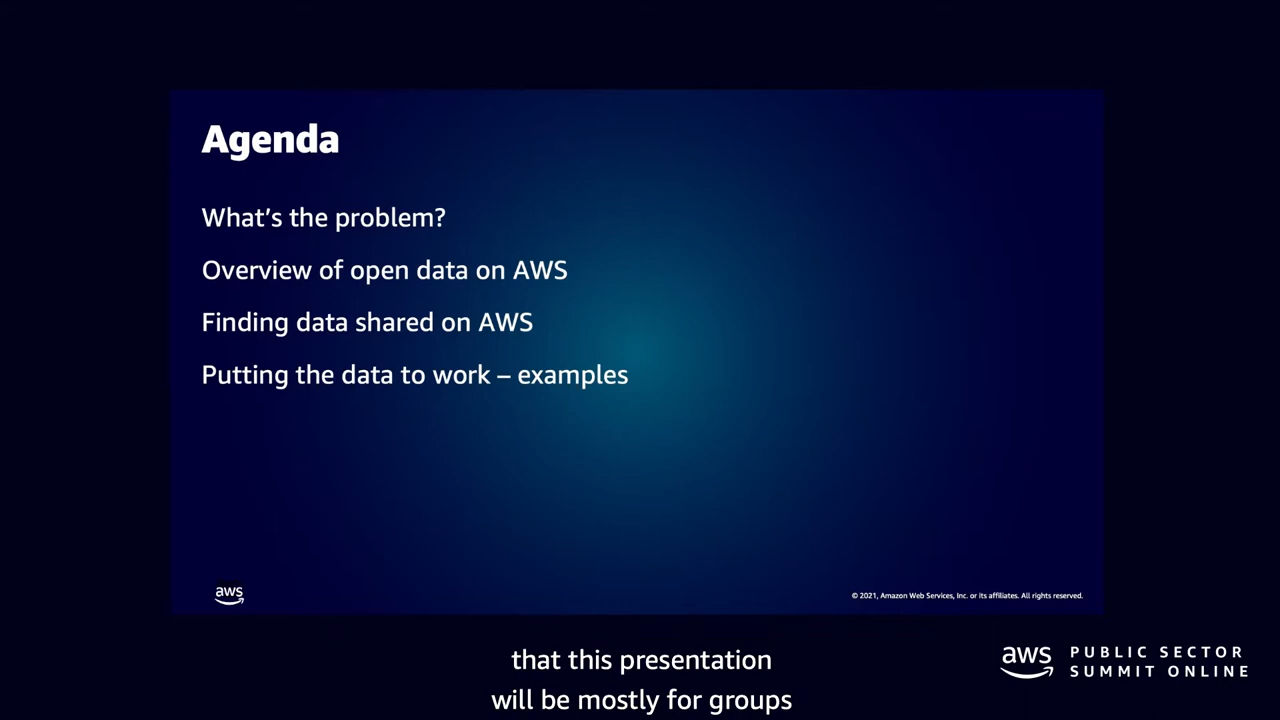 Agenda
What's the problem?
Overview of open data on AWS
Finding data shared on AWS
Putting the data to work – examples
aws
© 2021, Amazon Web Services, Inc. or its affiliates. All rights reserved.
that this presentation
will be mostly for groups
aws
PUBLIC SECTOR
SUMMIT ONLINE